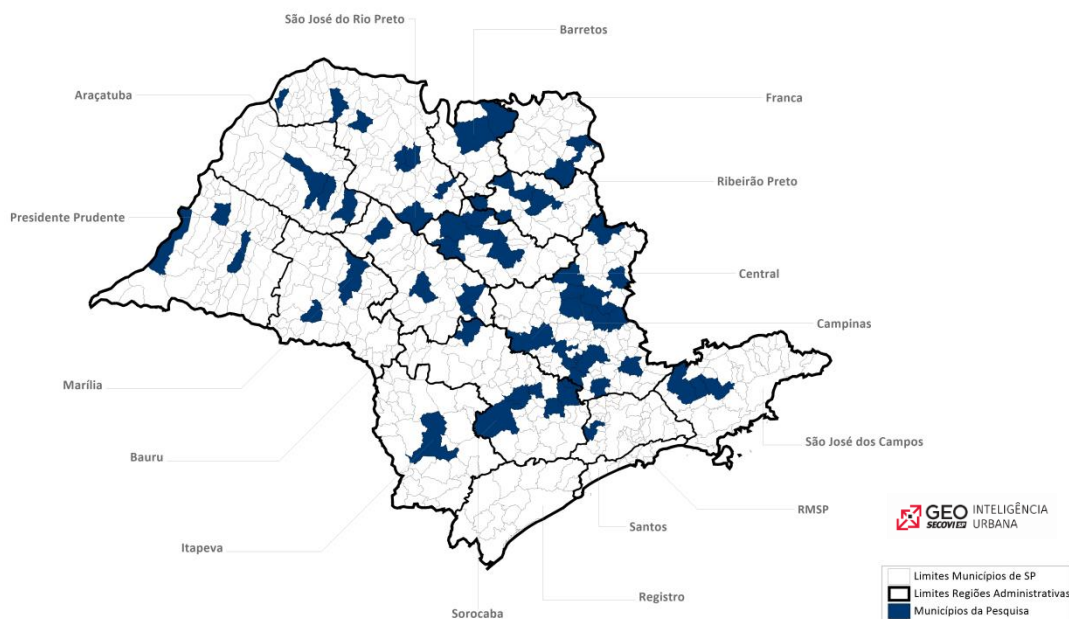 São José do Rio Preto
Barretos
Araçatuba
Franca
Ribeirão Preto
Presidente Prudente
Central
Campinas
Marília
São José dos Campos
Bauru
RMSP
Santos
Itapeva
Registro
Sorocaba
GEO INTELIGÊNCIA
SECOVI SP URBANA
Limites Municípios de SP
Limites Regiões Administrativas
Municípios da Pesquisa